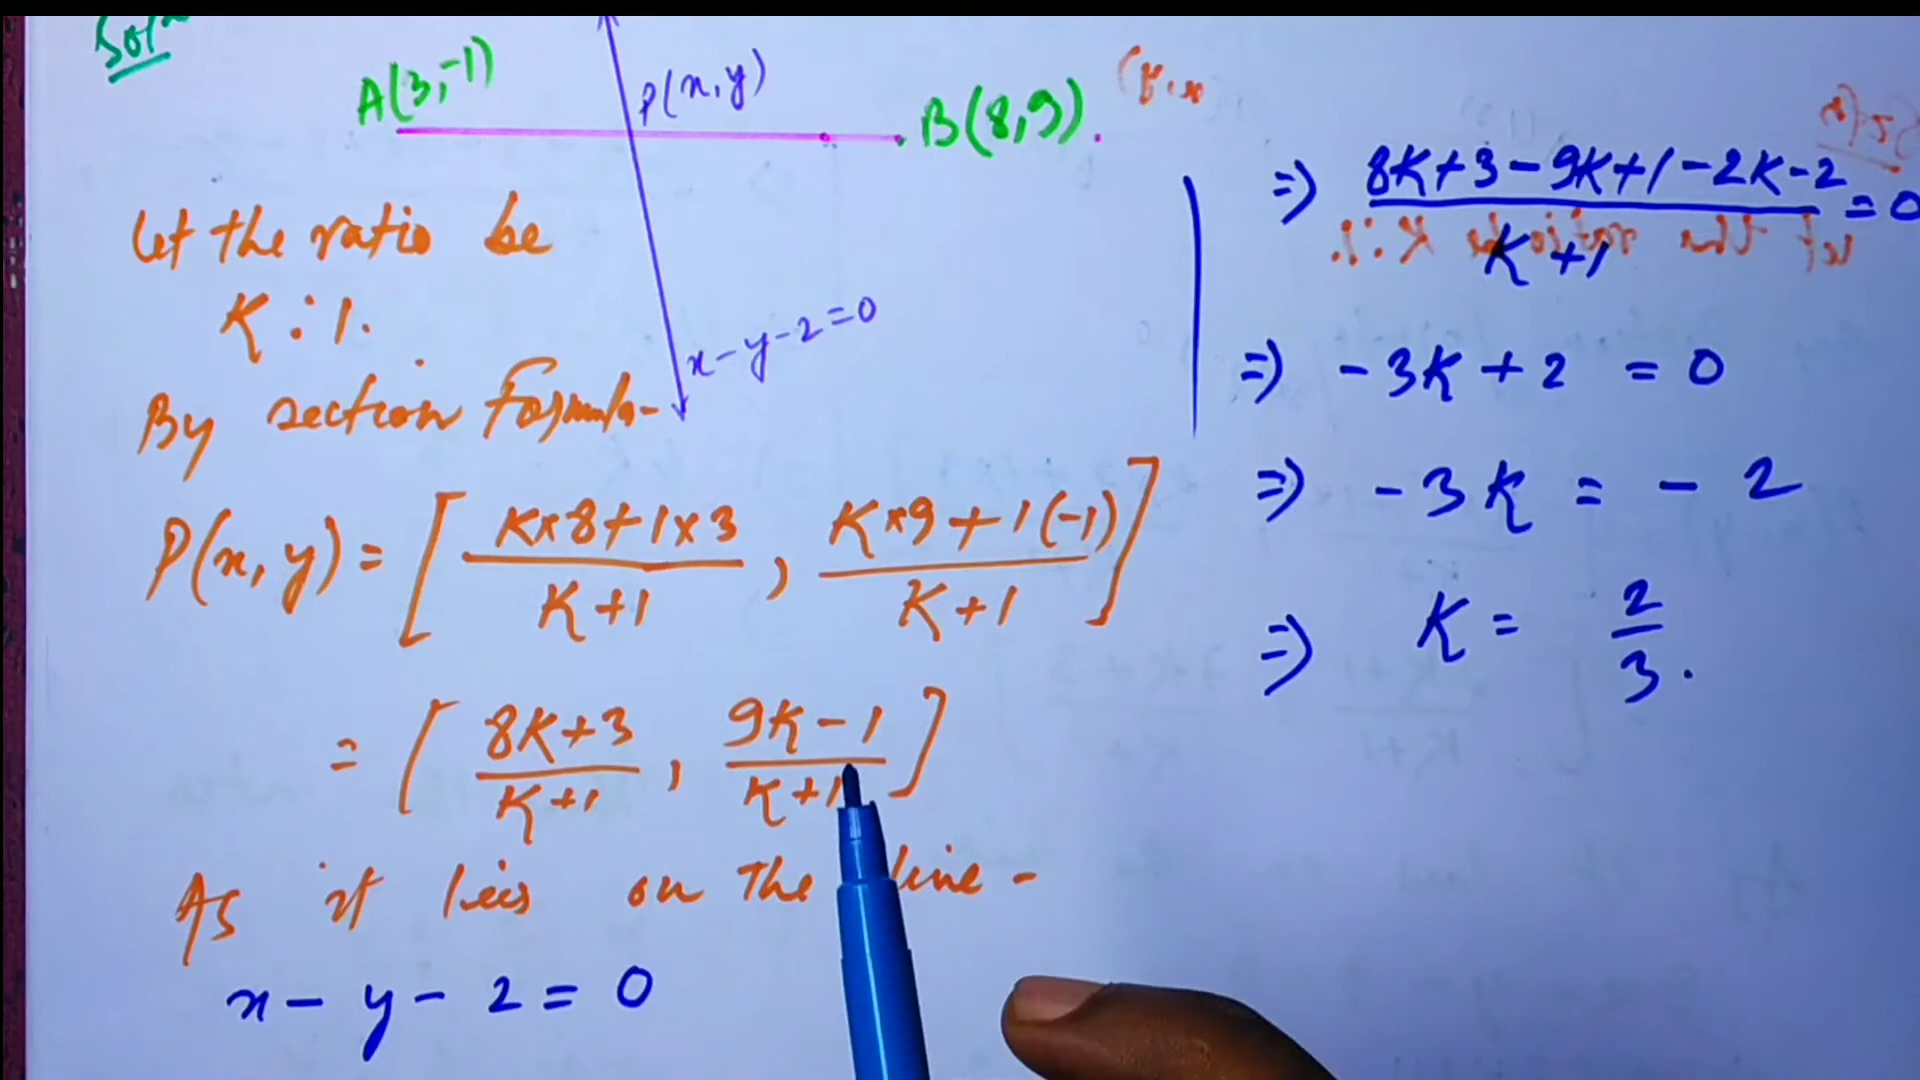 Soln
A(3,-1)
P(x,y)
B(8,9).
Let the ratio be
K:1.
x-y-2=0
By section formula-
P(x,y)= [ K×8+1×3 / K+1 , K×9+1(-1) / K+1 ]
= [ 8K+3 / K+1 , 9K-1 / K+1 ]
As it lies on the line -
x- y- 2 = 0
=) 8K+3-9K+1-2K-2 / K+1 = 0
=) -3K+2 = 0
=) -3K = -2
=) K = 2/3.